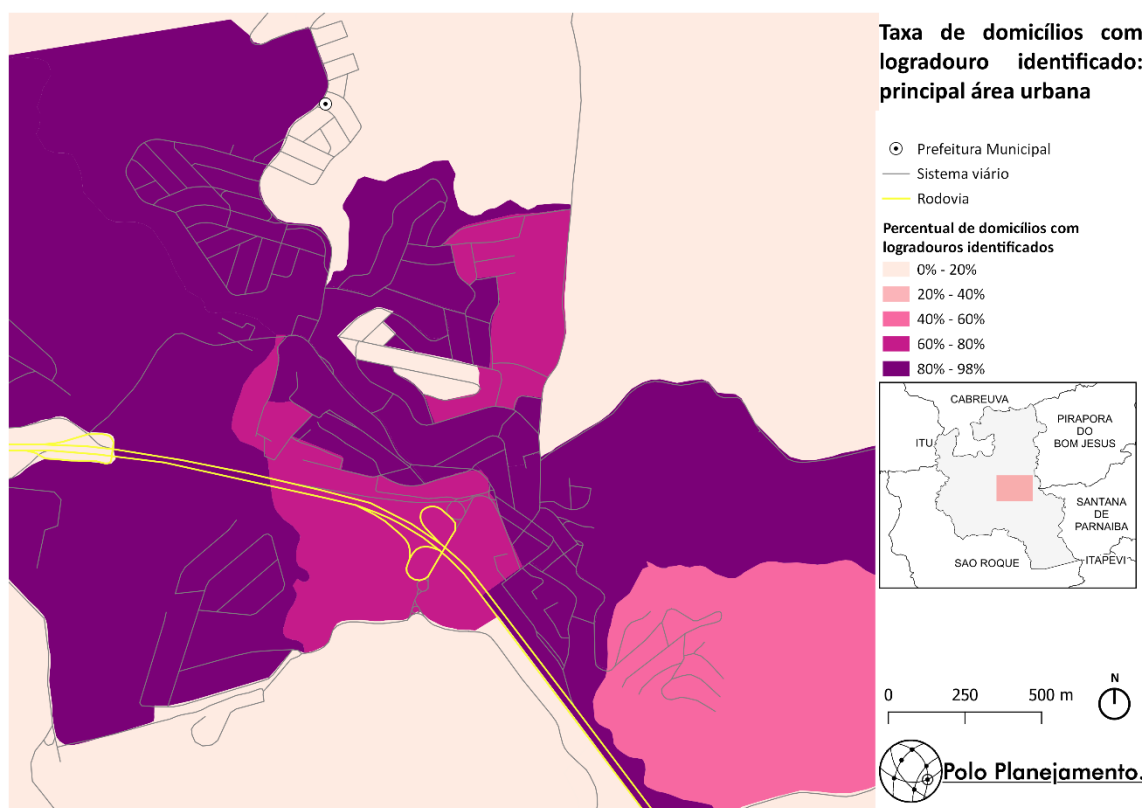 Taxa de domicílios com
logradouro identificado:
principal área urbana
Prefeitura Municipal
Sistema viário
Rodovia
Percentual de domicílios com
logradouros identificados
0% - 20%
20% - 40%
40% - 60%
60% - 80%
80% - 98%
CABREUVA
PIRAPORA
DO
BOM JESUS
ITU
SANTANA
DE
PARNAIBA
SAO ROQUE
ITAPEVI
0 250 500 m
N
Polo Planejamento.